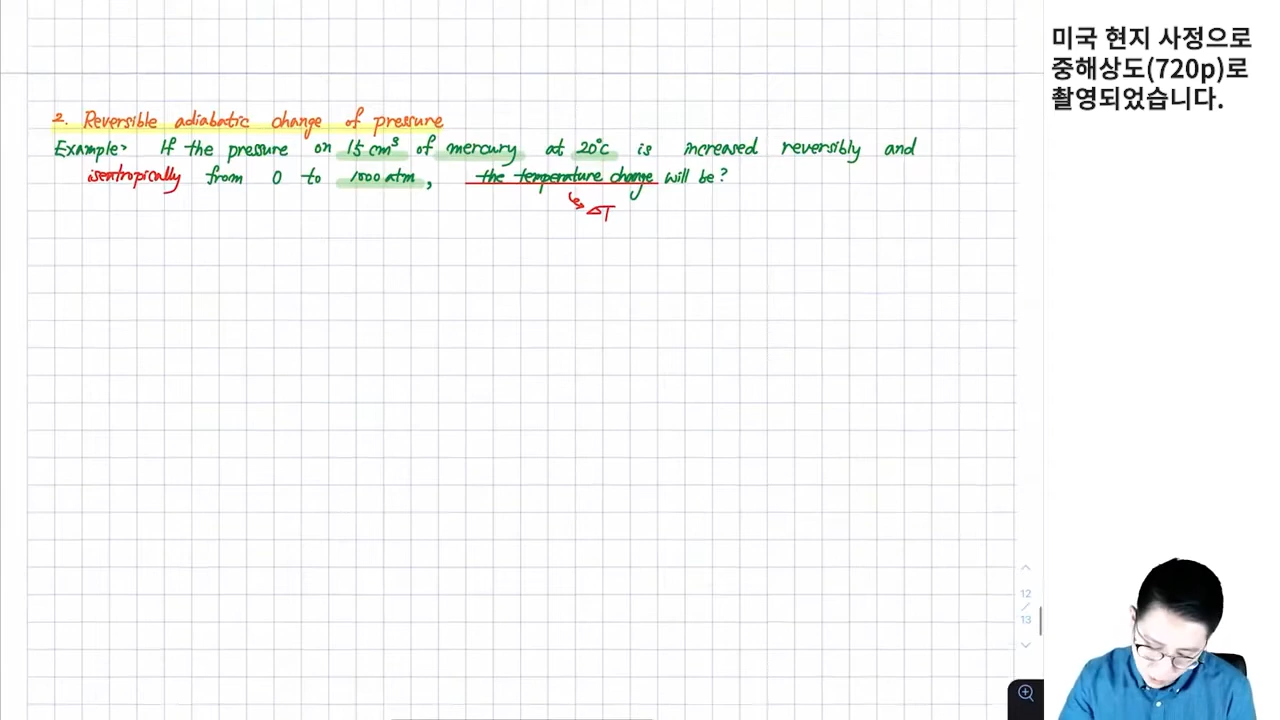 미국 현지 사정으로
중해상도(720p)로
촬영되었습니다.
2. Reversible adiabatic change of pressure
Example> If the pressure on 15 cm³ of mercury at 20°C is increased reversibly and
isentropically from 0 to 1000 atm, the temperature change will be?
↳ ΔT
12
/
13